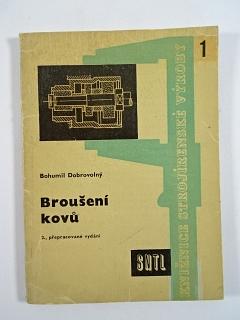 1
KNIŽNICE STROJÍRENSKÉ VÝROBY
Bohumil Dobrovolný
Broušení
kovů
2., přepracované vydání
SNTL